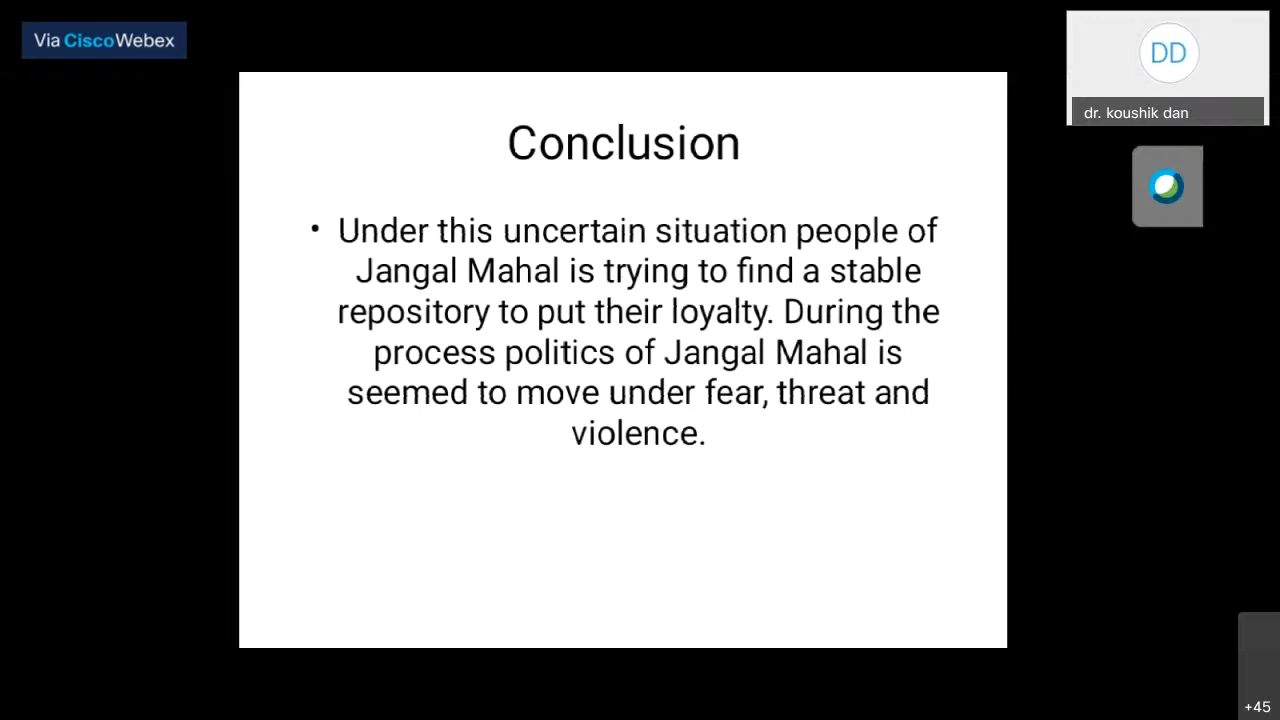 Via Cisco Webex
DD
dr. koushik dan
Conclusion
• Under this uncertain situation people of
Jangal Mahal is trying to find a stable
repository to put their loyalty. During the
process politics of Jangal Mahal is
seemed to move under fear, threat and
violence.
+45